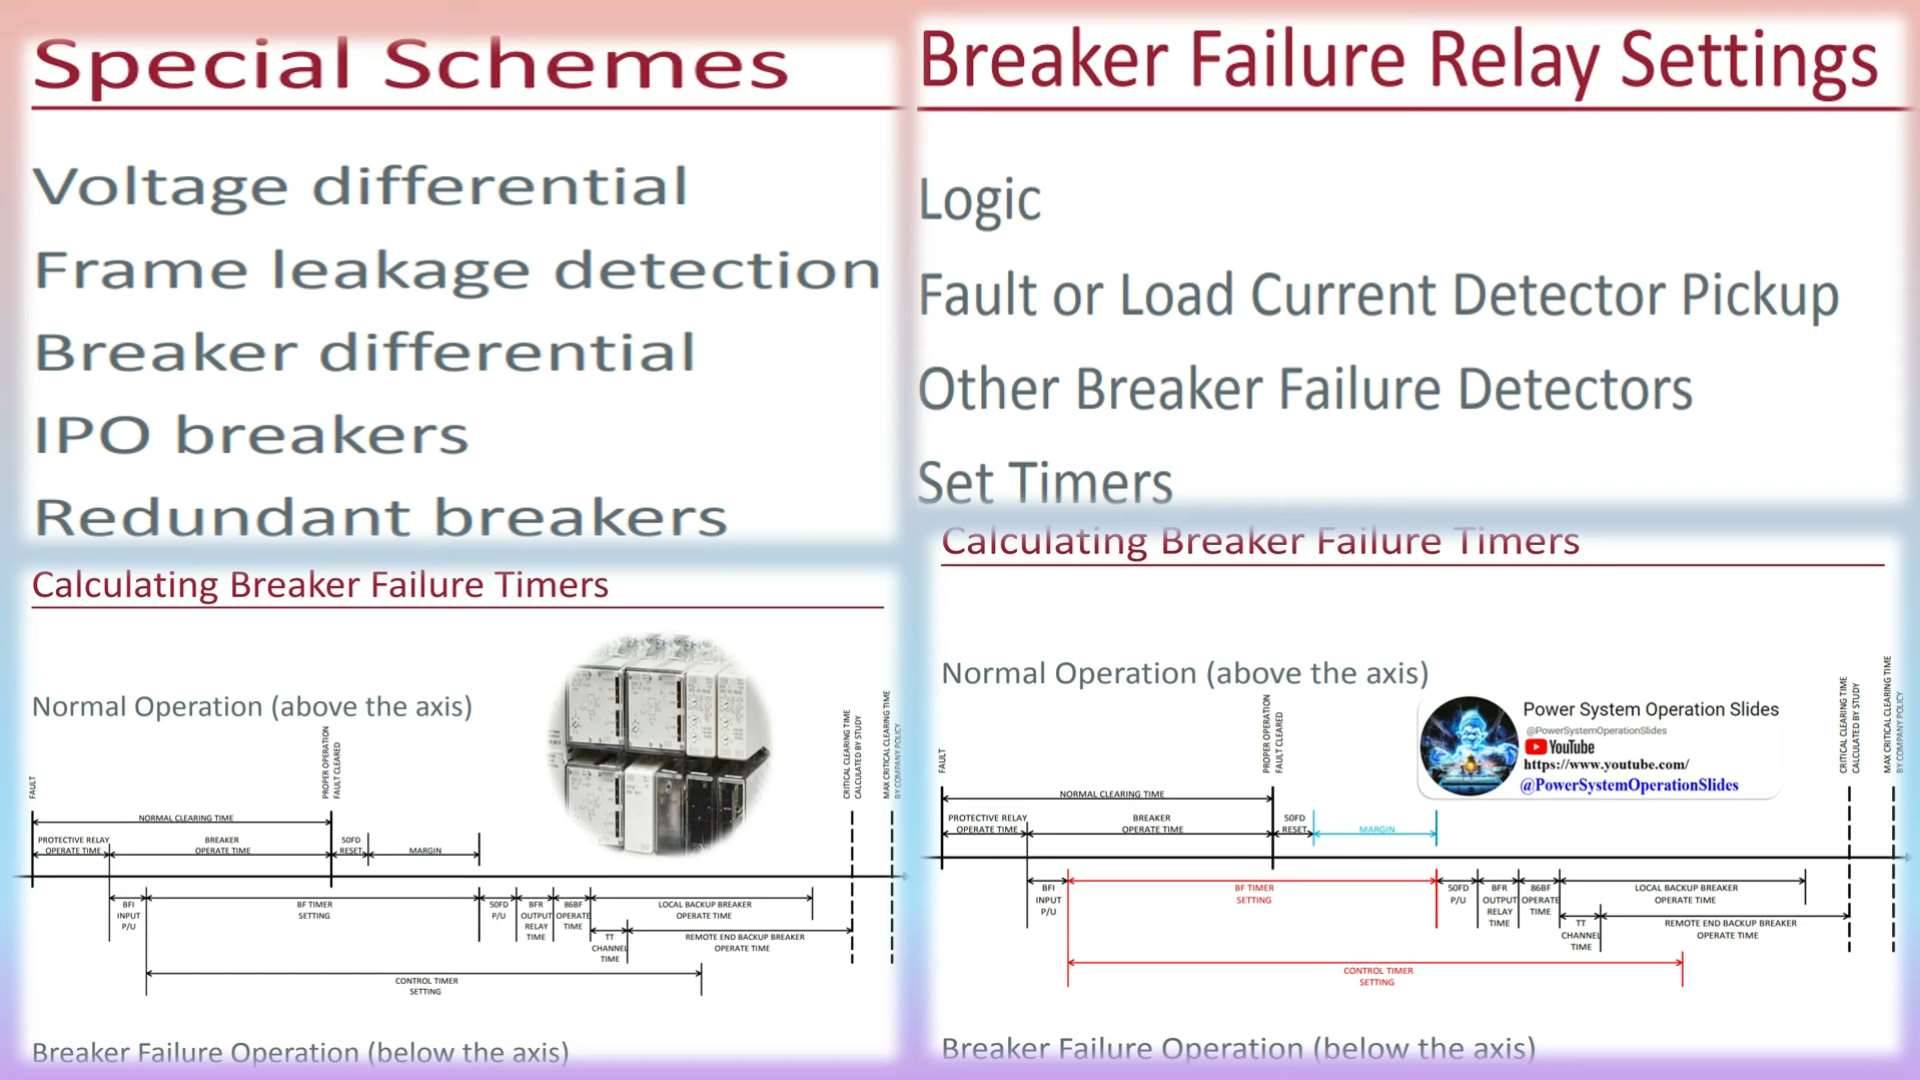 Special Schemes
Voltage differential
Frame leakage detection
Breaker differential
IPO breakers
Redundant breakers
Breaker Failure Relay Settings
Logic
Fault or Load Current Detector Pickup
Other Breaker Failure Detectors
Set Timers
Calculating Breaker Failure Timers
Normal Operation (above the axis)
FAULT
PROPER OPERATION
FAULT CLEARED
CRITICAL CLEARING TIME
CALCULATED BY STUDY
MAX CRITICAL CLEARING TIME
BY COMPANY POLICY
NORMAL CLEARING TIME
PROTECTIVE RELAY
OPERATE TIME
BREAKER
OPERATE TIME
50FD
RESET
MARGIN
BFI
INPUT
P/U
BF TIMER
SETTING
50FD
P/U
BFR
OUTPUT
RELAY
TIME
86BF
OPERATE
TIME
LOCAL BACKUP BREAKER
OPERATE TIME
TT
CHANNEL
TIME
REMOTE END BACKUP BREAKER
OPERATE TIME
CONTROL TIMER
SETTING
Breaker Failure Operation (below the axis)
Calculating Breaker Failure Timers
Normal Operation (above the axis)
Power System Operation Slides
@PowerSystemOperationSlides
YouTube
https://www.youtube.com/
@PowerSystemOperationSlides
FAULT
PROPER OPERATION
FAULT CLEARED
CRITICAL CLEARING TIME
CALCULATED BY STUDY
MAX CRITICAL CLEARING TIME
BY COMPANY POLICY
NORMAL CLEARING TIME
PROTECTIVE RELAY
OPERATE TIME
BREAKER
OPERATE TIME
50FD
RESET
MARGIN
BFI
INPUT
P/U
BF TIMER
SETTING
50FD
P/U
BFR
OUTPUT
RELAY
TIME
86BF
OPERATE
TIME
LOCAL BACKUP BREAKER
OPERATE TIME
TT
CHANNEL
TIME
REMOTE END BACKUP BREAKER
OPERATE TIME
CONTROL TIMER
SETTING
Breaker Failure Operation (below the axis)